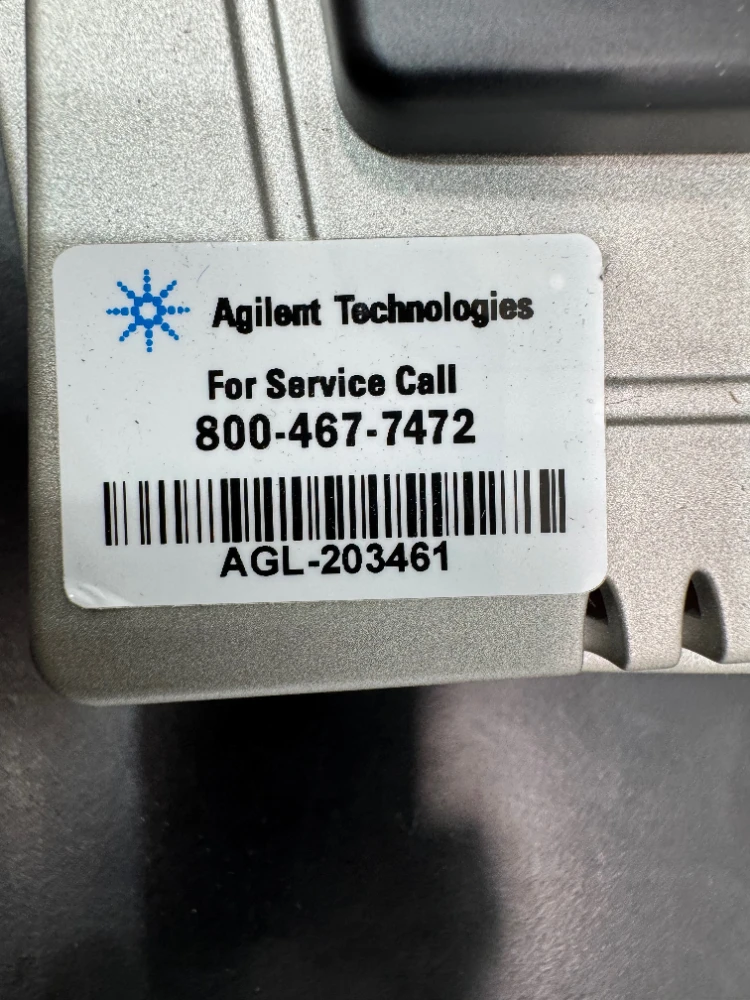 Agilent Technologies
For Service Call
800-467-7472
AGL-203461